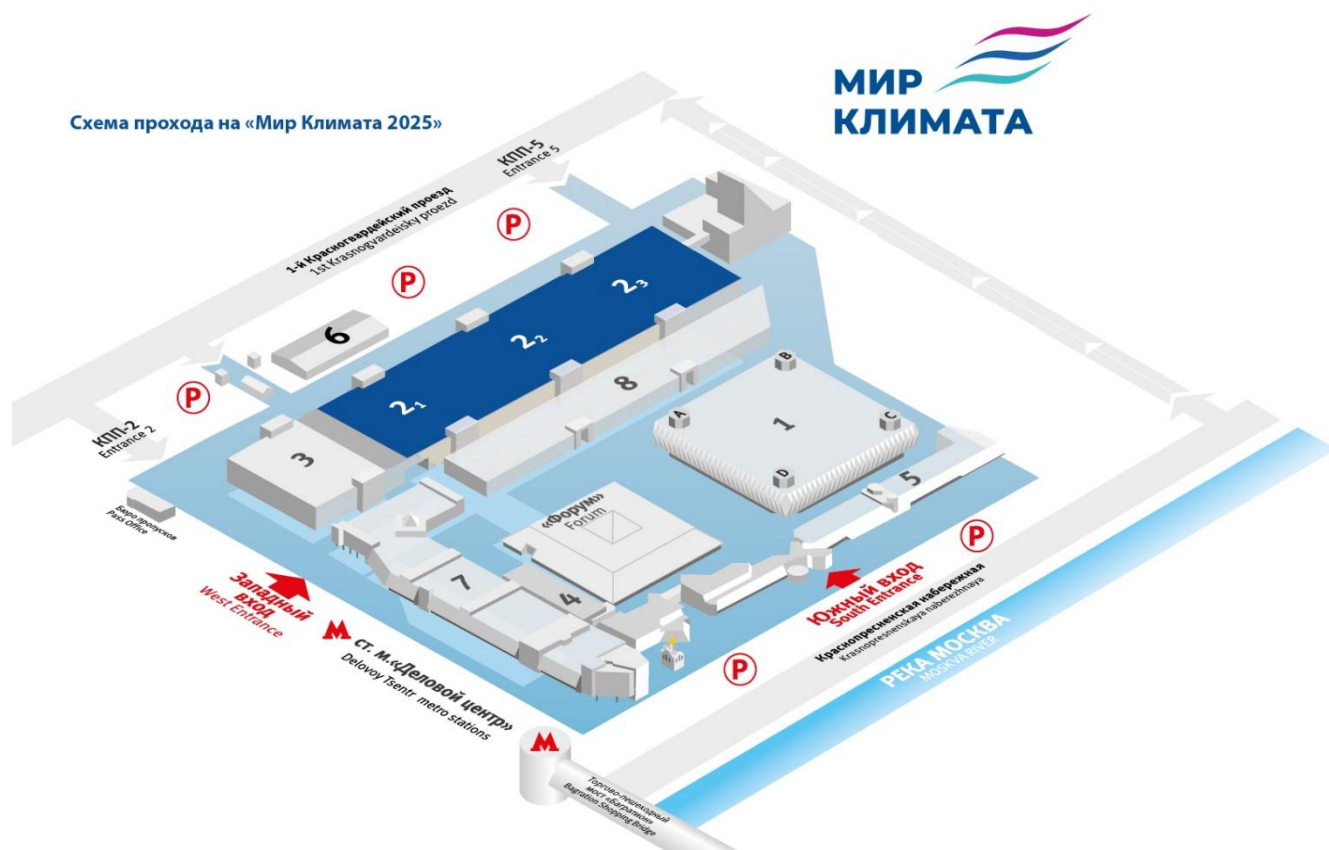 МИР
КЛИМАТА
Схема прохода на «Мир Климата 2025»
КПП-5
Entrance 5
1-й Красногвардейский проезд
1st Krasnogvardeisky proezd
P
P
P
КПП-2
Entrance 2
6
2₃
2₂
2₁
8
3
B
A
C
D
1
5
Бюро пропусков
Pass Office
«Форум»
Forum
7
4
Западный
вход
West Entrance
М ст. м.«Деловой центр»
Delovoy Tsentr metro stations
Южный вход
South Entrance
P
P
Краснопресненская набережная
Krasnopresnenskaya naberezhnaya
РЕКА МОСКВА
MOSKVA RIVER
М
Торгово-пешеходный
мост «Багратион»
Bagration Shopping Bridge